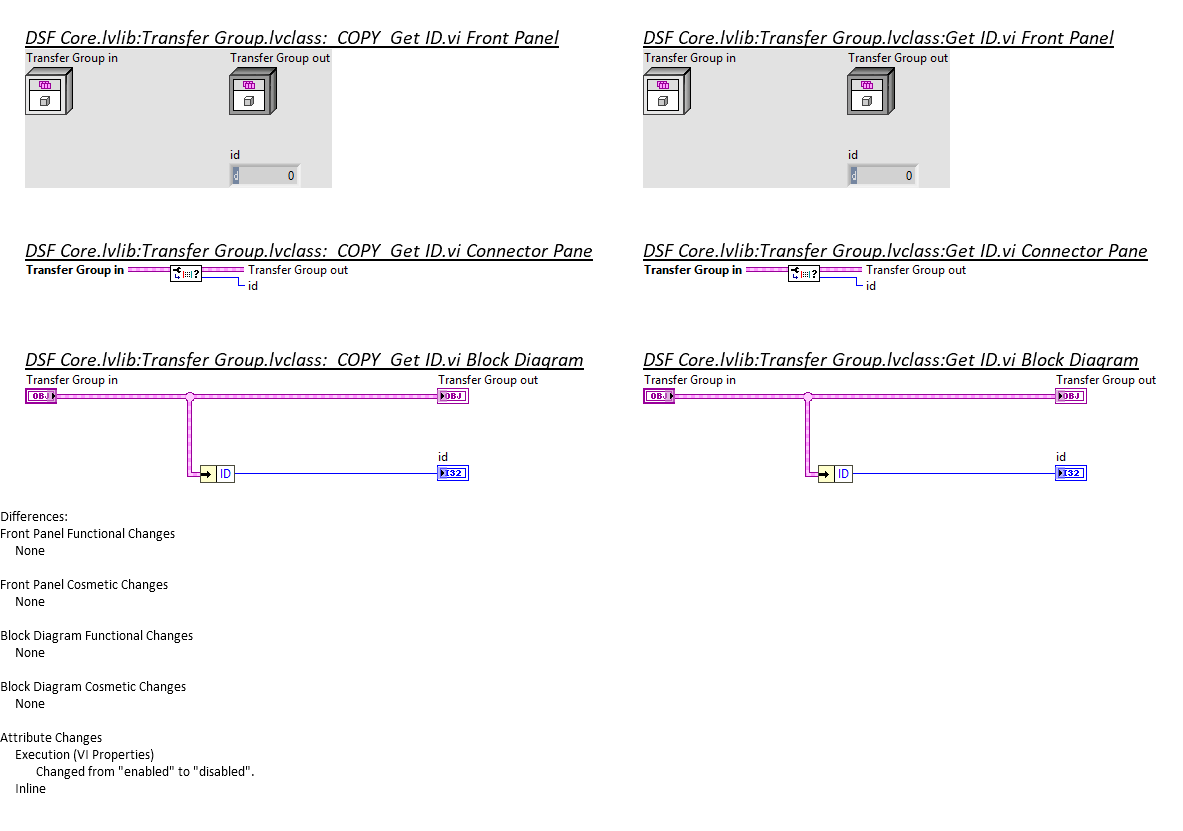 DSF Core.lvlib:Transfer Group.lvclass:_COPY_Get ID.vi Front Panel
Transfer Group in
Transfer Group out
id
d 0
DSF Core.lvlib:Transfer Group.lvclass:Get ID.vi Front Panel
Transfer Group in
Transfer Group out
id
d 0
DSF Core.lvlib:Transfer Group.lvclass:_COPY_Get ID.vi Connector Pane
Transfer Group in
?
Transfer Group out
id
DSF Core.lvlib:Transfer Group.lvclass:Get ID.vi Connector Pane
Transfer Group in
?
Transfer Group out
id
DSF Core.lvlib:Transfer Group.lvclass:_COPY_Get ID.vi Block Diagram
Transfer Group in
OBJ
Transfer Group out
OBJ
ID
id
I32
DSF Core.lvlib:Transfer Group.lvclass:Get ID.vi Block Diagram
Transfer Group in
OBJ
Transfer Group out
OBJ
ID
id
I32
Differences:
Front Panel Functional Changes
None
Front Panel Cosmetic Changes
None
Block Diagram Functional Changes
None
Block Diagram Cosmetic Changes
None
Attribute Changes
Execution (VI Properties)
Changed from "enabled" to "disabled".
Inline